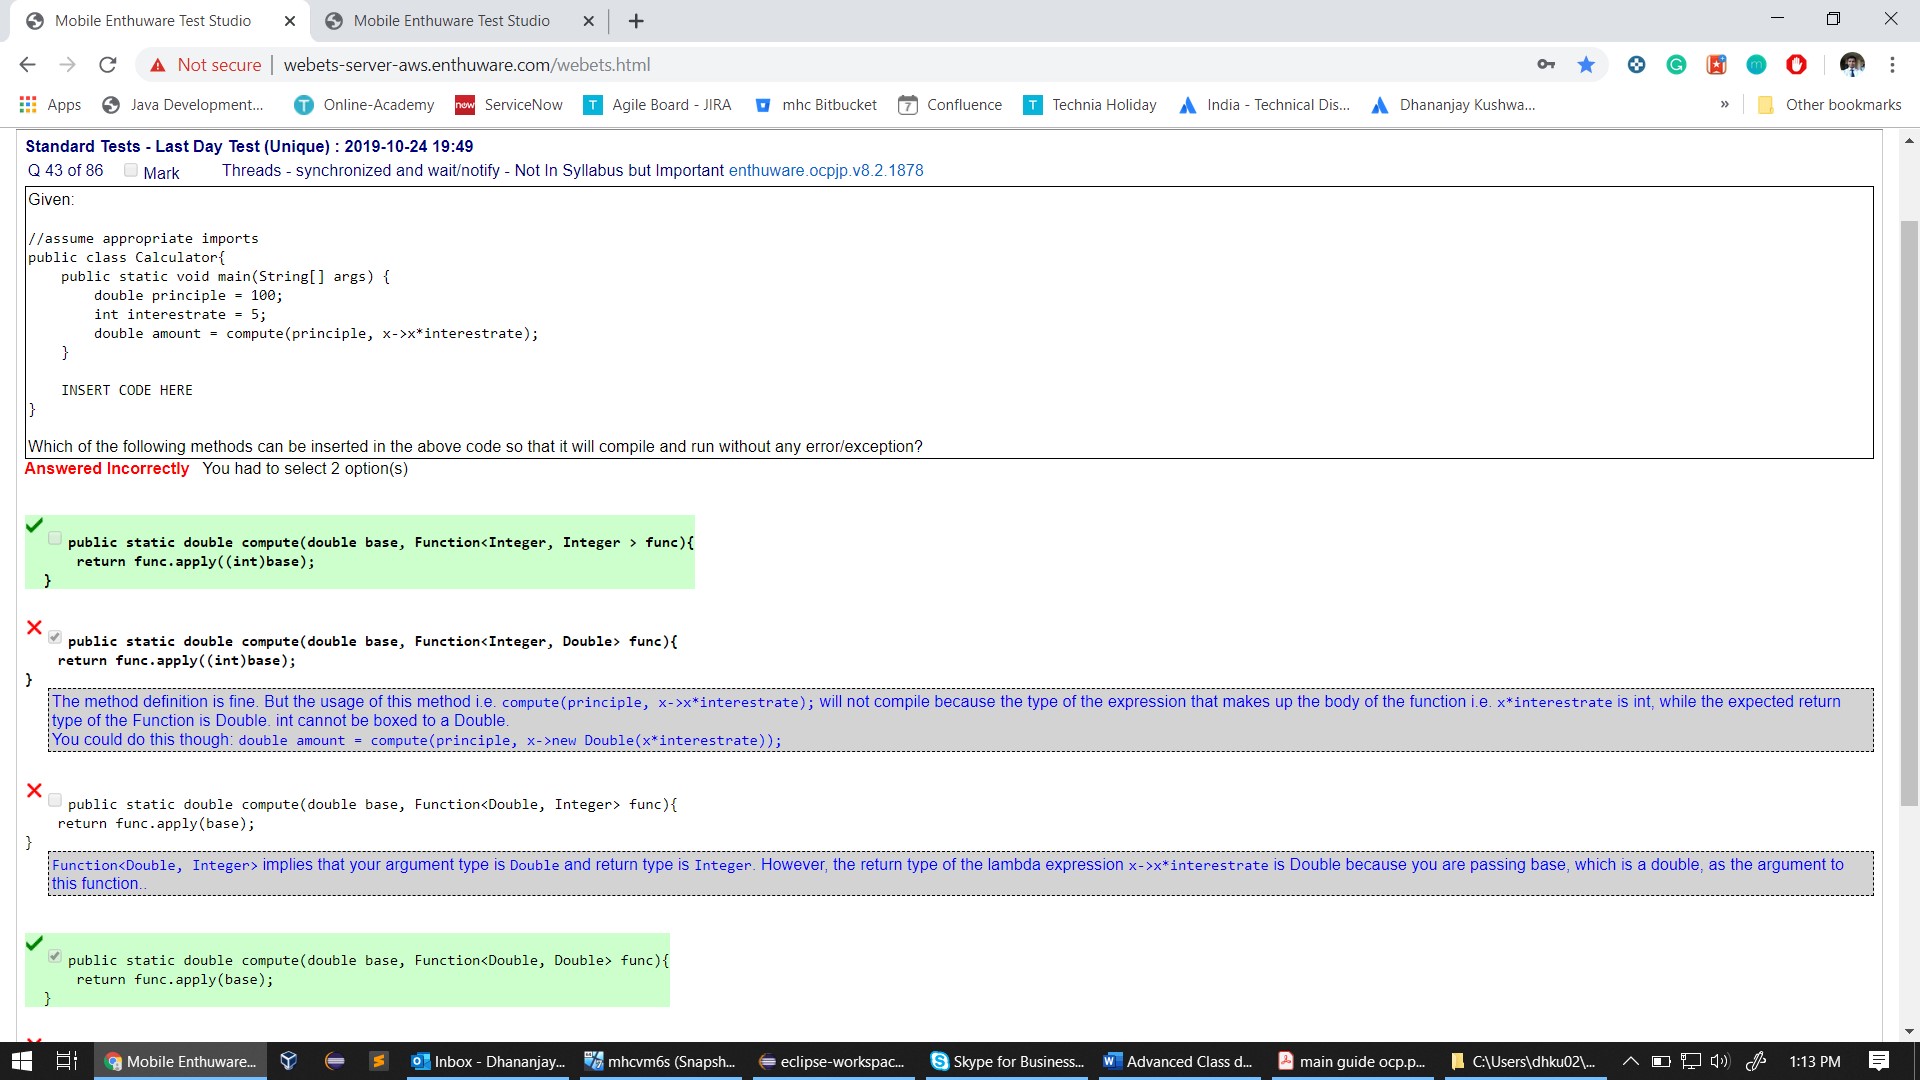 Mobile Enthuware Test Studio
Mobile Enthuware Test Studio
Not secure | webets-server-aws.enthuware.com/webets.html
Apps Java Development... Online-Academy ServiceNow Agile Board - JIRA mhc Bitbucket Confluence Technia Holiday India - Technical Dis... Dhananjay Kushwa... » Other bookmarks
Standard Tests - Last Day Test (Unique) : 2019-10-24 19:49
Q 43 of 86 Mark Threads - synchronized and wait/notify - Not In Syllabus but Important enthuware.ocpjp.v8.2.1878
Given:
//assume appropriate imports
public class Calculator{
public static void main(String[] args) {
double principle = 100;
int interestrate = 5;
double amount = compute(principle, x->x*interestrate);
}
INSERT CODE HERE
}
Which of the following methods can be inserted in the above code so that it will compile and run without any error/exception?
Answered Incorrectly You had to select 2 option(s)
public static double compute(double base, Function<Integer, Integer > func){
return func.apply((int)base);
}
public static double compute(double base, Function<Integer, Double> func){
return func.apply((int)base);
}
The method definition is fine. But the usage of this method i.e. compute(principle, x->x*interestrate); will not compile because the type of the expression that makes up the body of the function i.e. x*interestrate is int, while the expected return
type of the Function is Double. int cannot be boxed to a Double.
You could do this though: double amount = compute(principle, x->new Double(x*interestrate));
public static double compute(double base, Function<Double, Integer> func){
return func.apply(base);
}
Function<Double, Integer> implies that your argument type is Double and return type is Integer. However, the return type of the lambda expression x->x*interestrate is Double because you are passing base, which is a double, as the argument to
this function..
public static double compute(double base, Function<Double, Double> func){
return func.apply(base);
}
Mobile Enthuware... Inbox - Dhananjay... mhcvm6s (Snapsh... eclipse-workspac... Skype for Business... Advanced Class d... main guide ocp.p... C:\Users\dhku02\... 1:13 PM